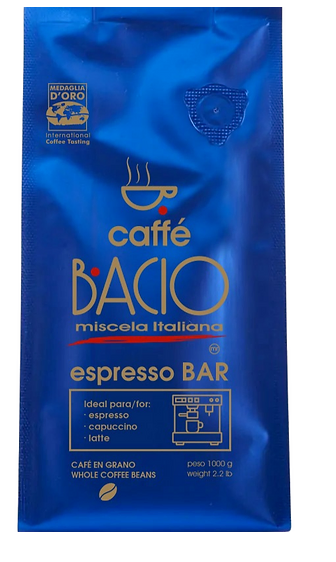 MEDAGLIA
D'ORO
International
Coffee Tasting
caffé
BACIO
miscela Italiana
espresso BAR
Ideal para/for:
· espresso
· capuccino
· latte
CAFÉ EN GRANO
WHOLE COFFEE BEANS
peso 1000 g
weight 2.2 lb